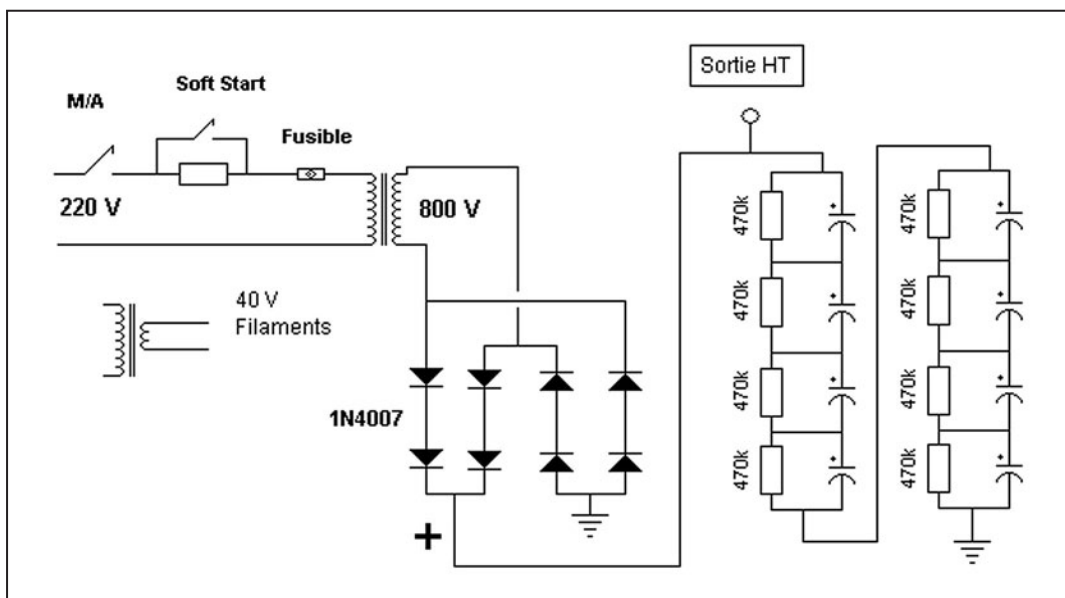 Sortie HT
Soft Start
M/A
Fusible
220 V
800 V
40 V
Filaments
1N4007
+
470k
470k
470k
470k
470k
470k
470k
470k
+
+
+
+
+
+
+
+